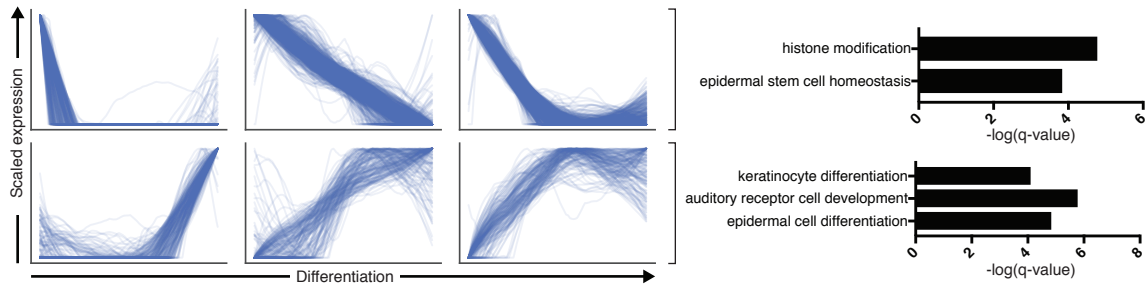 Scaled expression
Differentiation
histone modification
epidermal stem cell homeostasis
0 2 4 6
-log(q-value)
keratinocyte differentiation
auditory receptor cell development
epidermal cell differentiation
0 2 4 6 8
-log(q-value)